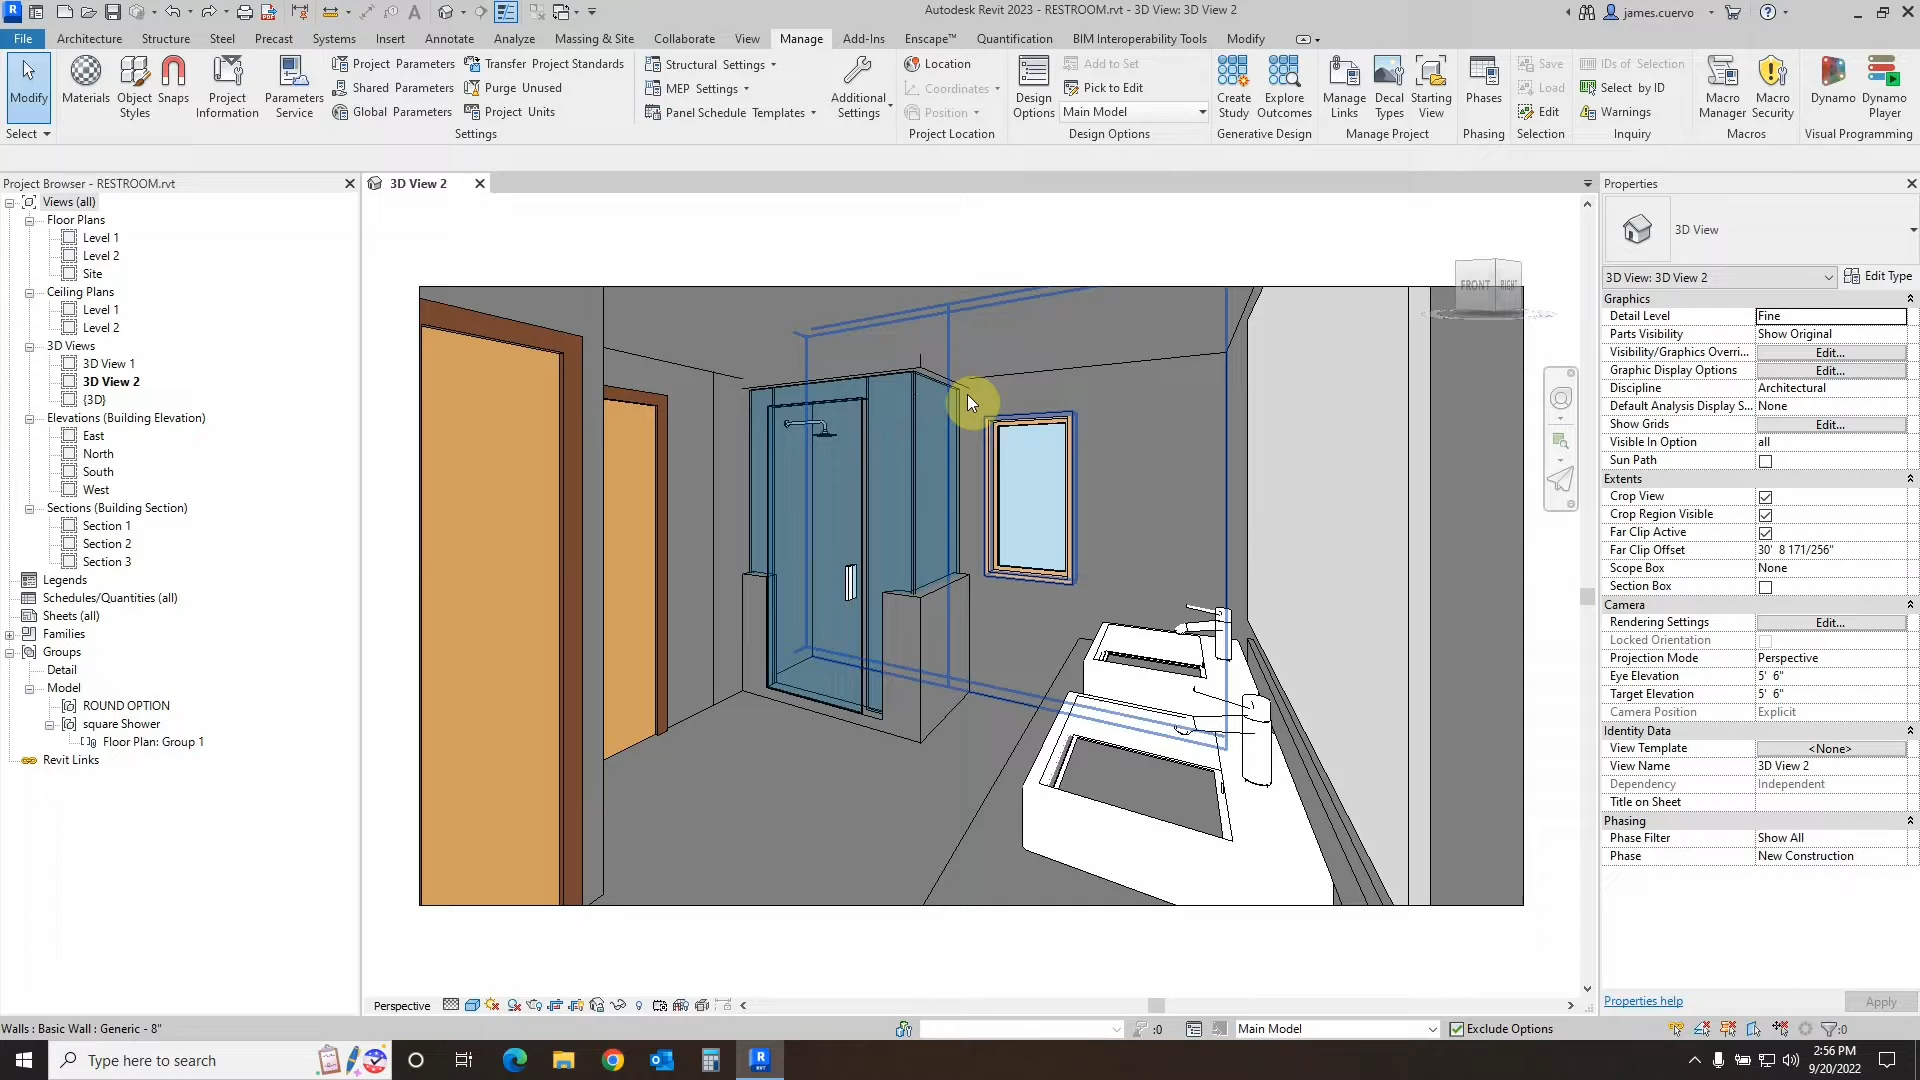 Autodesk Revit 2023 - RESTROOM.rvt - 3D View: 3D View 2
james.cuervo
File Architecture Structure Steel Precast Systems Insert Annotate Analyze Massing & Site Collaborate View Manage Add-Ins Enscape™ Quantification BIM Interoperability Tools Modify
Modify
Select
Materials
Object Styles
Snaps
Project Information
Parameters Service
Project Parameters
Shared Parameters
Global Parameters
Transfer Project Standards
Purge Unused
Project Units
Settings
Structural Settings
MEP Settings
Panel Schedule Templates
Additional Settings
Location
Coordinates
Position
Project Location
Design Options
Add to Set
Pick to Edit
Main Model
Design Options
Create Study
Explore Outcomes
Generative Design
Manage Links
Decal Types
Starting View
Manage Project
Phases
Phasing
Save
Load
Edit
Selection
IDs of Selection
Select by ID
Warnings
Inquiry
Macro Manager
Macro Security
Macros
Dynamo
Dynamo Player
Visual Programming
Project Browser - RESTROOM.rvt
Views (all)
Floor Plans
Level 1
Level 2
Site
Ceiling Plans
Level 1
Level 2
3D Views
3D View 1
3D View 2
{3D}
Elevations (Building Elevation)
East
North
South
West
Sections (Building Section)
Section 1
Section 2
Section 3
Legends
Schedules/Quantities (all)
Sheets (all)
Families
Groups
Detail
Model
ROUND OPTION
square Shower
Floor Plan: Group 1
Revit Links
3D View 2
FRONT RIGHT
Perspective
Properties
3D View
3D View: 3D View 2 Edit Type
Graphics
Detail Level Fine
Parts Visibility Show Original
Visibility/Graphics Overri... Edit...
Graphic Display Options Edit...
Discipline Architectural
Default Analysis Display S... None
Show Grids Edit...
Visible In Option all
Sun Path
Extents
Crop View
Crop Region Visible
Far Clip Active
Far Clip Offset 30' 8 171/256"
Scope Box None
Section Box
Camera
Rendering Settings Edit...
Locked Orientation
Projection Mode Perspective
Eye Elevation 5' 6"
Target Elevation 5' 6"
Camera Position Explicit
Identity Data
View Template <None>
View Name 3D View 2
Dependency Independent
Title on Sheet
Phasing
Phase Filter Show All
Phase New Construction
Properties help Apply
Walls : Basic Wall : Generic - 8"
:0
Main Model
Exclude Options
:0
Type here to search
2:56 PM
9/20/2022